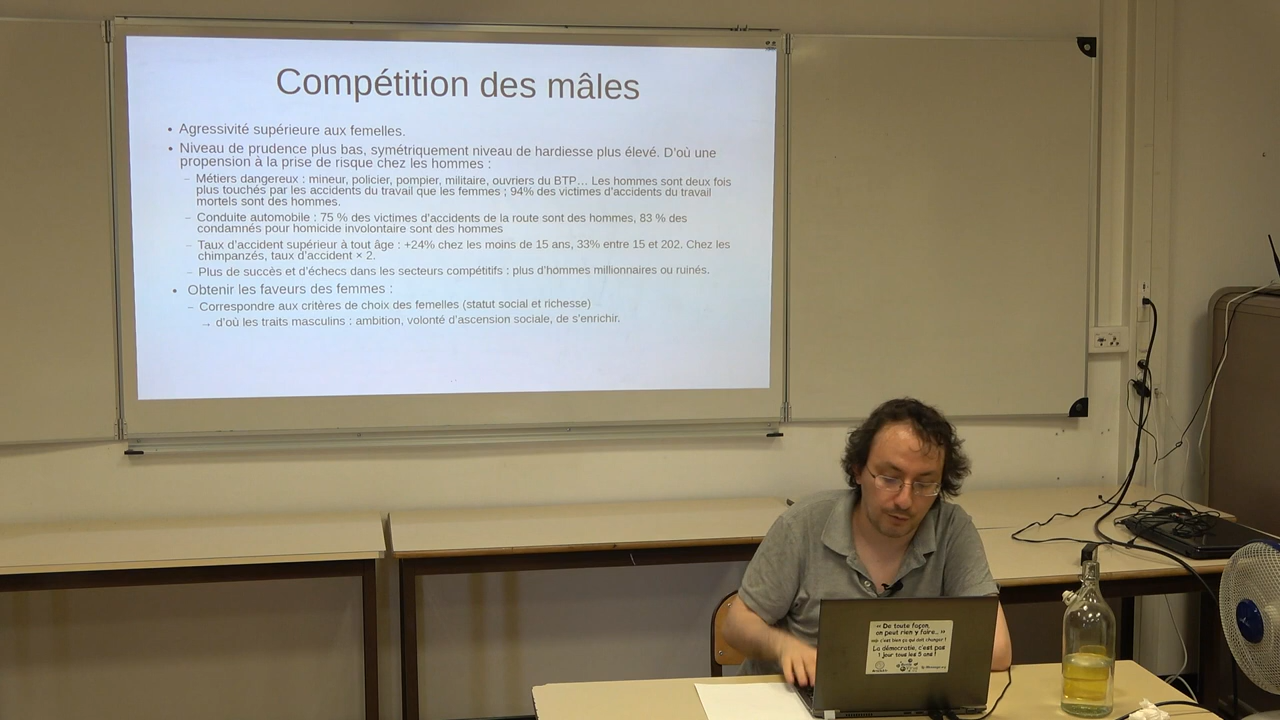 Compétition des mâles
• Agressivité supérieure aux femelles.
• Niveau de prudence plus bas, symétriquement niveau de hardiesse plus élevé. D'où une
propension à la prise de risque chez les hommes :
– Métiers dangereux : mineur, policier, pompier, militaire, ouvriers du BTP… Les hommes sont deux fois
plus touchés par les accidents du travail que les femmes ; 94% des victimes d'accidents du travail
mortels sont des hommes.
– Conduite automobile : 75 % des victimes d'accidents de la route sont des hommes, 83 % des
condamnés pour homicide involontaire sont des hommes
– Taux d'accident supérieur à tout âge : +24% chez les moins de 15 ans, 33% entre 15 et 202. Chez les
chimpanzés, taux d'accident × 2.
– Plus de succès et d'échecs dans les secteurs compétitifs : plus d'hommes millionnaires ou ruinés.
• Obtenir les faveurs des femmes :
– Correspondre aux critères de choix des femelles (statut social et richesse)
→ d'où les traits masculins : ambition, volonté d'ascension sociale, de s'enrichir.
« De toute façon,
on peut rien y faire... »
c'est bien ça qui doit changer !
La démocratie, c'est pas
1 jour tous les 5 ans !